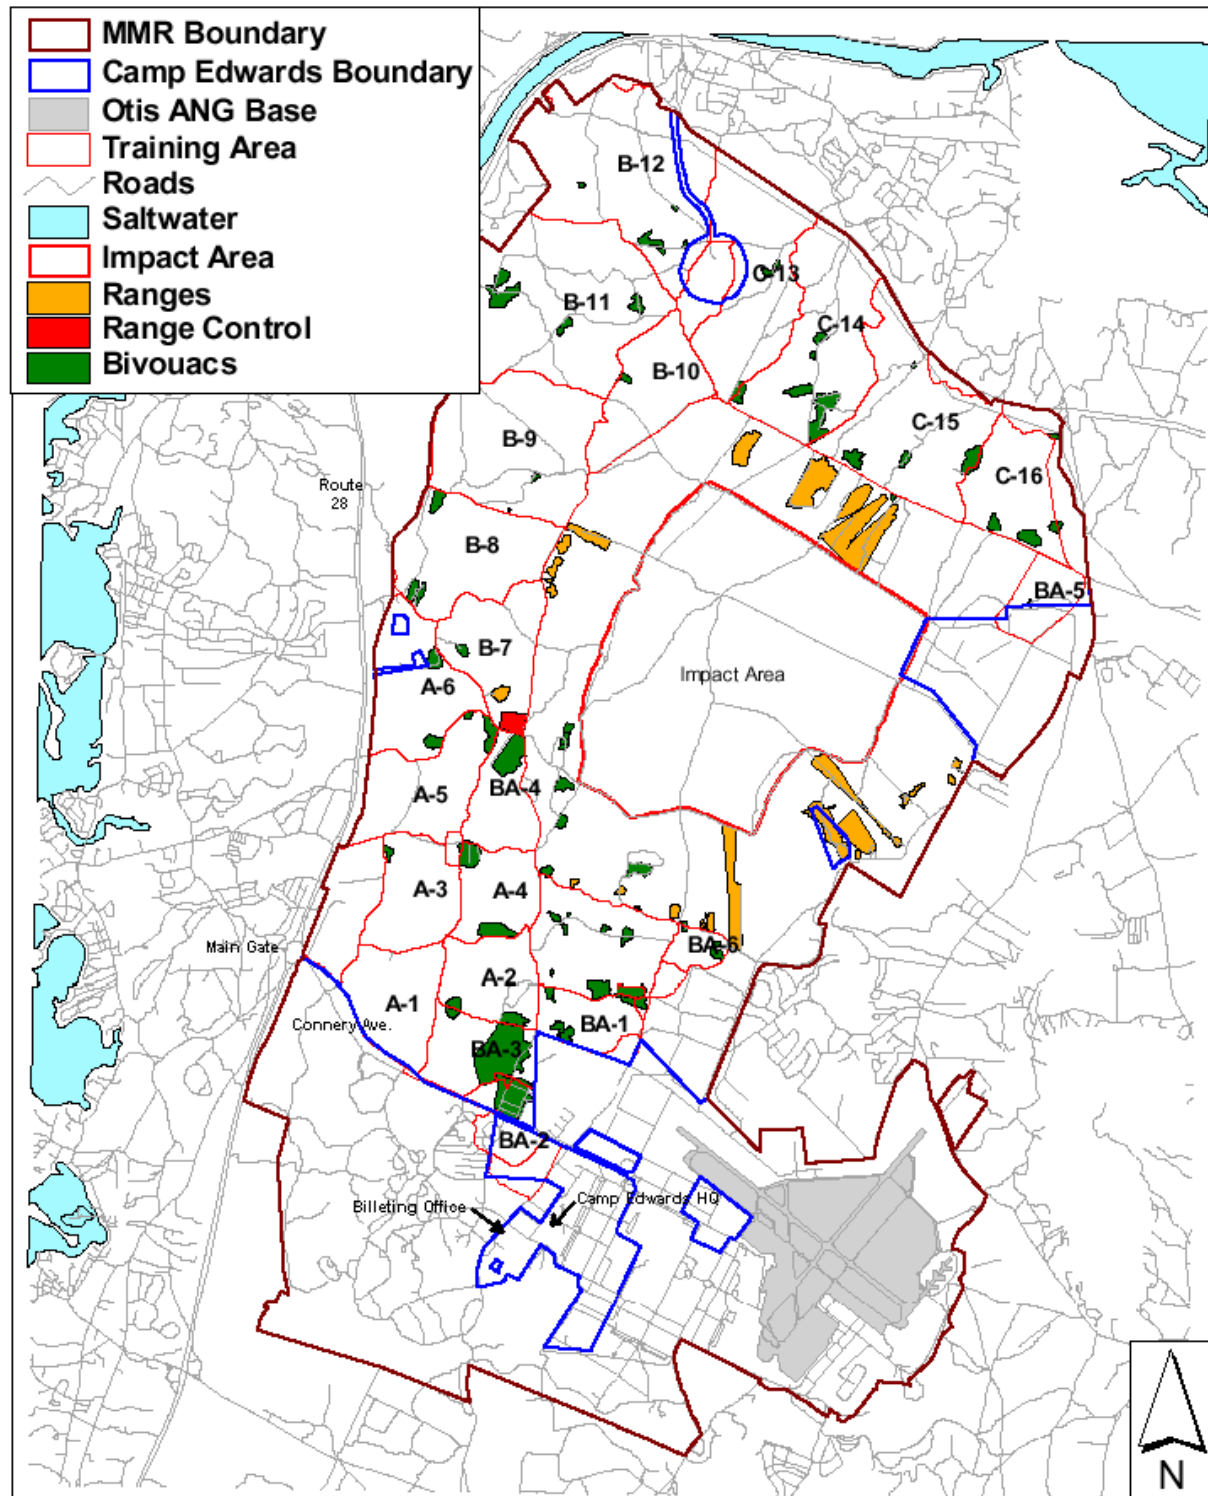 MMR Boundary
Camp Edwards Boundary
Otis ANG Base
Training Area
Roads
Saltwater
Impact Area
Ranges
Range Control
Bivouacs
B-12
C-13
B-11
C-14
B-10
C-15
B-9
C-16
Route
28
B-8
BA-5
B-7
Impact Area
A-6
BA-4
A-5
A-3
A-4
Main Gate
BA-6
A-2
A-1
Connery Ave.
BA-1
BA-3
BA-2
Billeting Office
Camp Edwards HQ
N